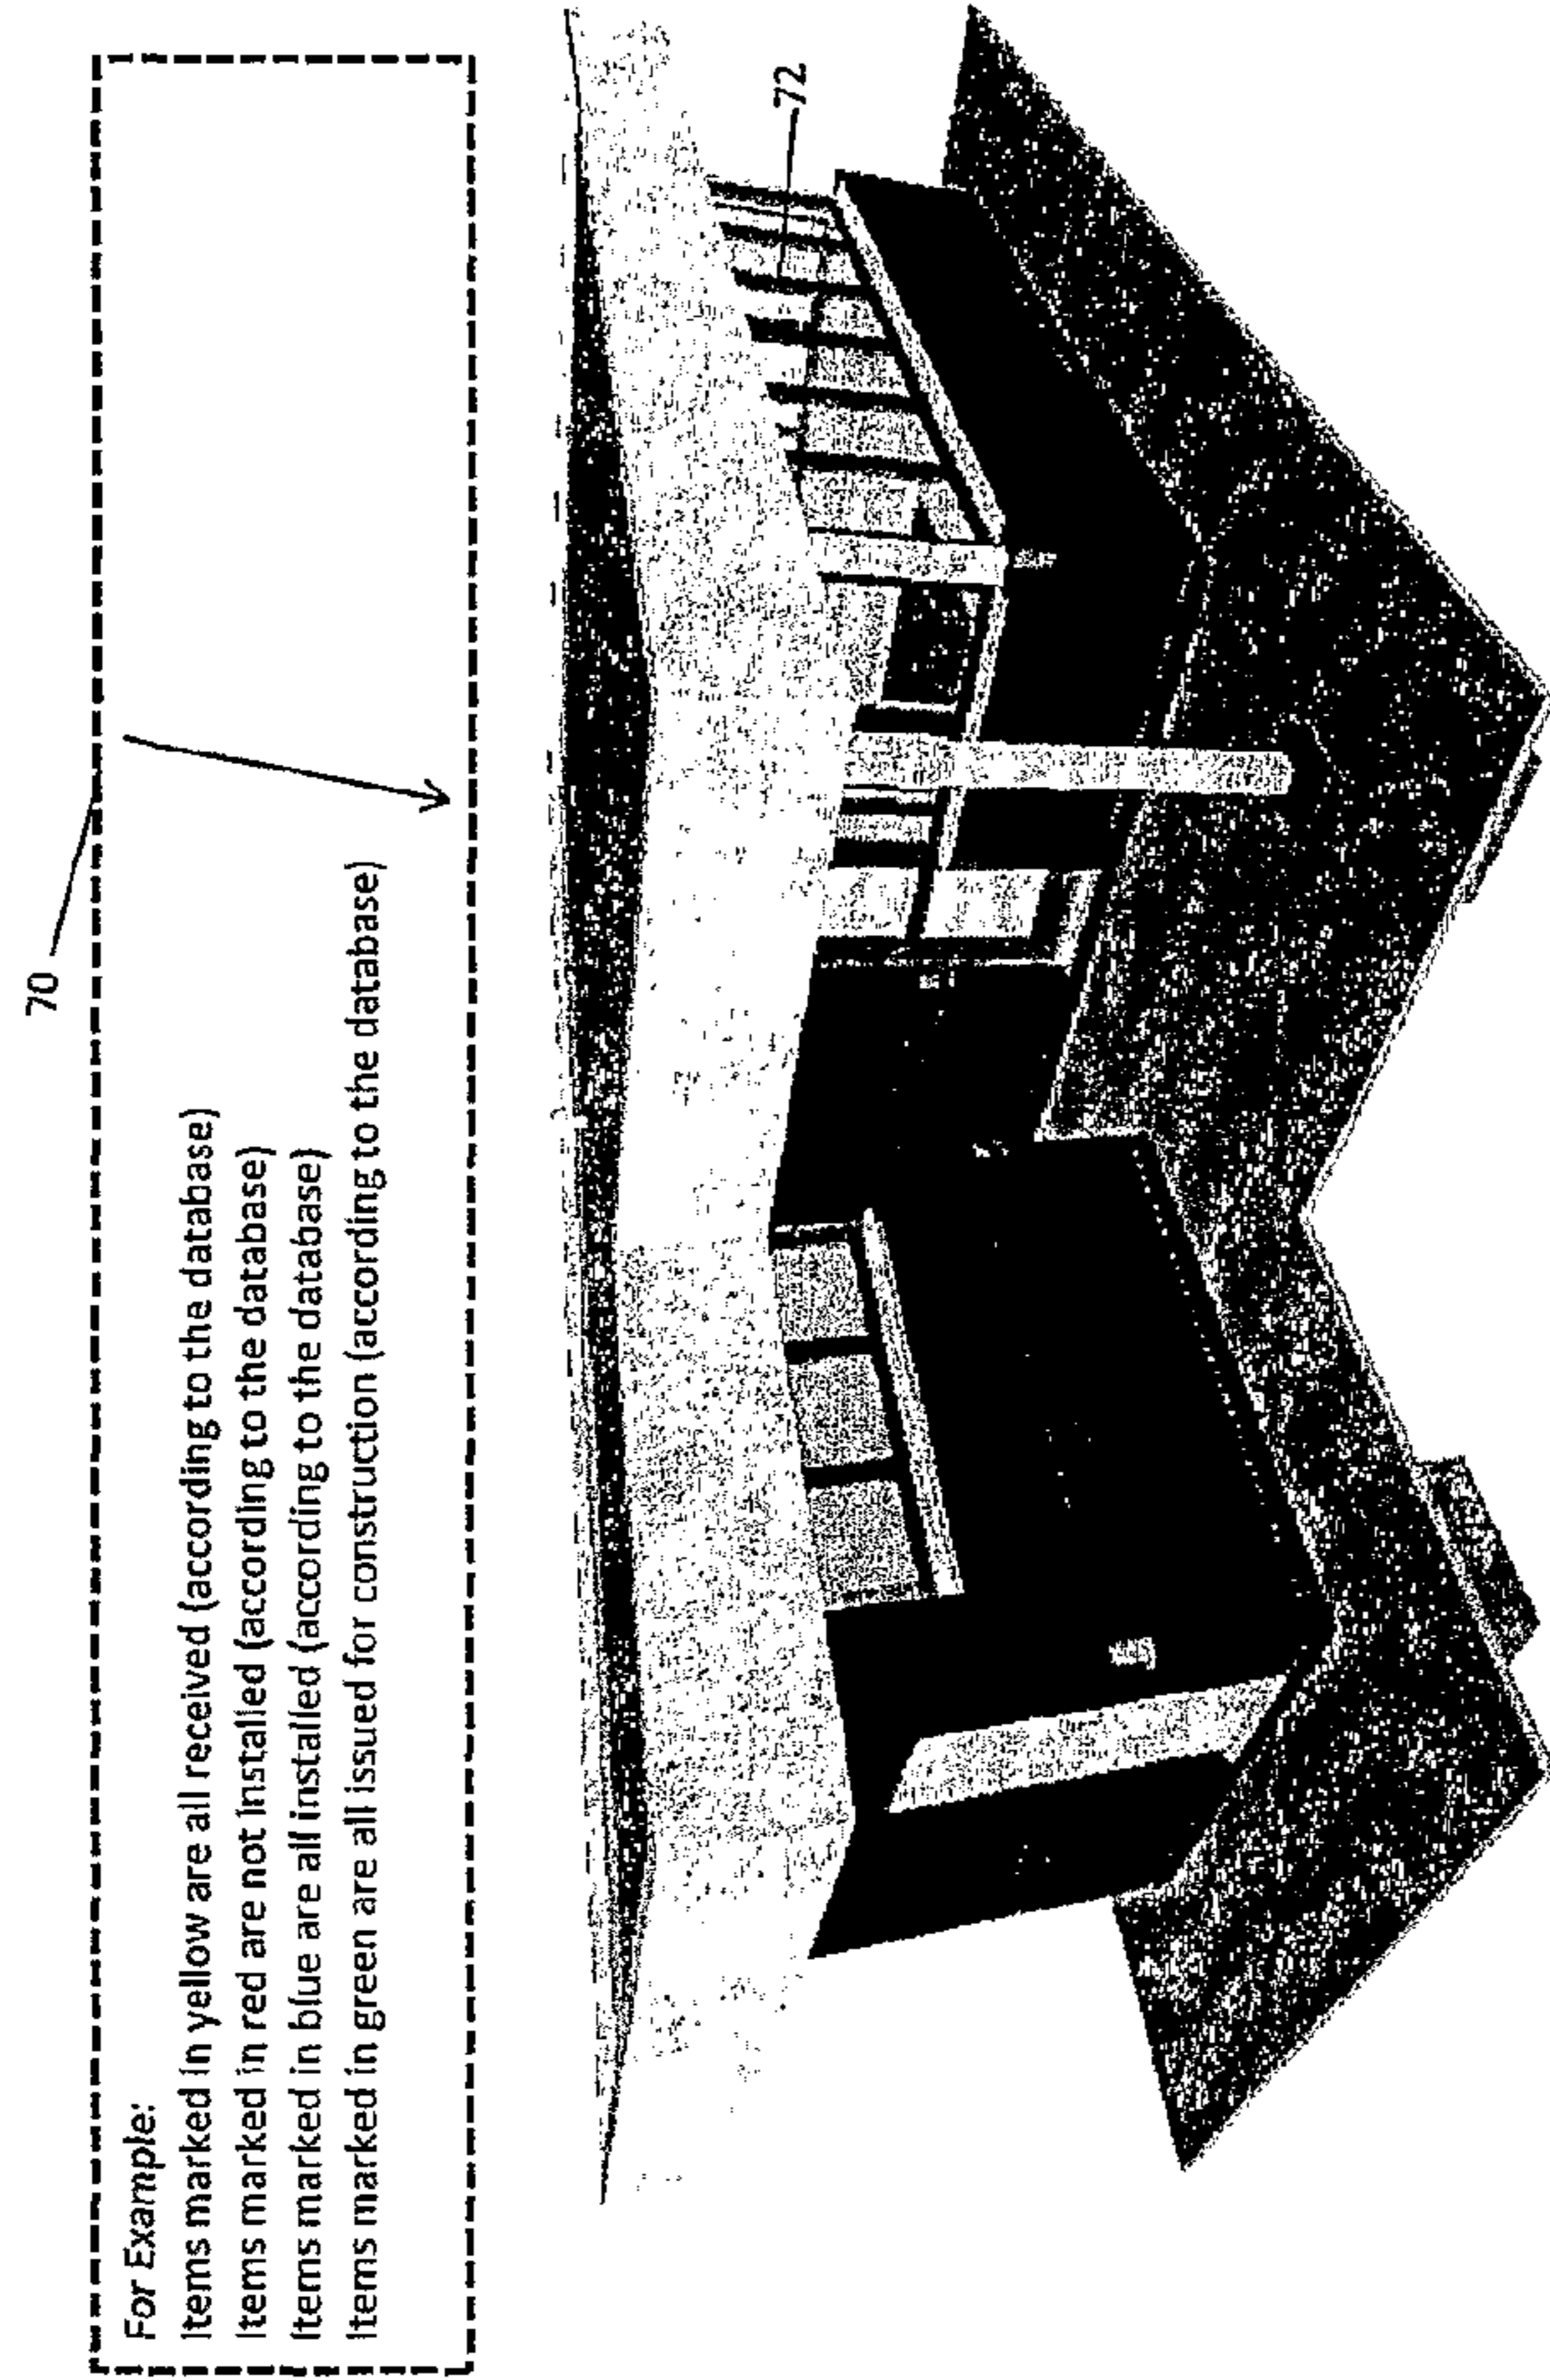 70
For Example:
Items marked in yellow are all received (according to the database)
Items marked in red are not installed (according to the database)
Items marked in blue are all installed (according to the database)
Items marked in green are all issued for construction (according to the database)
72